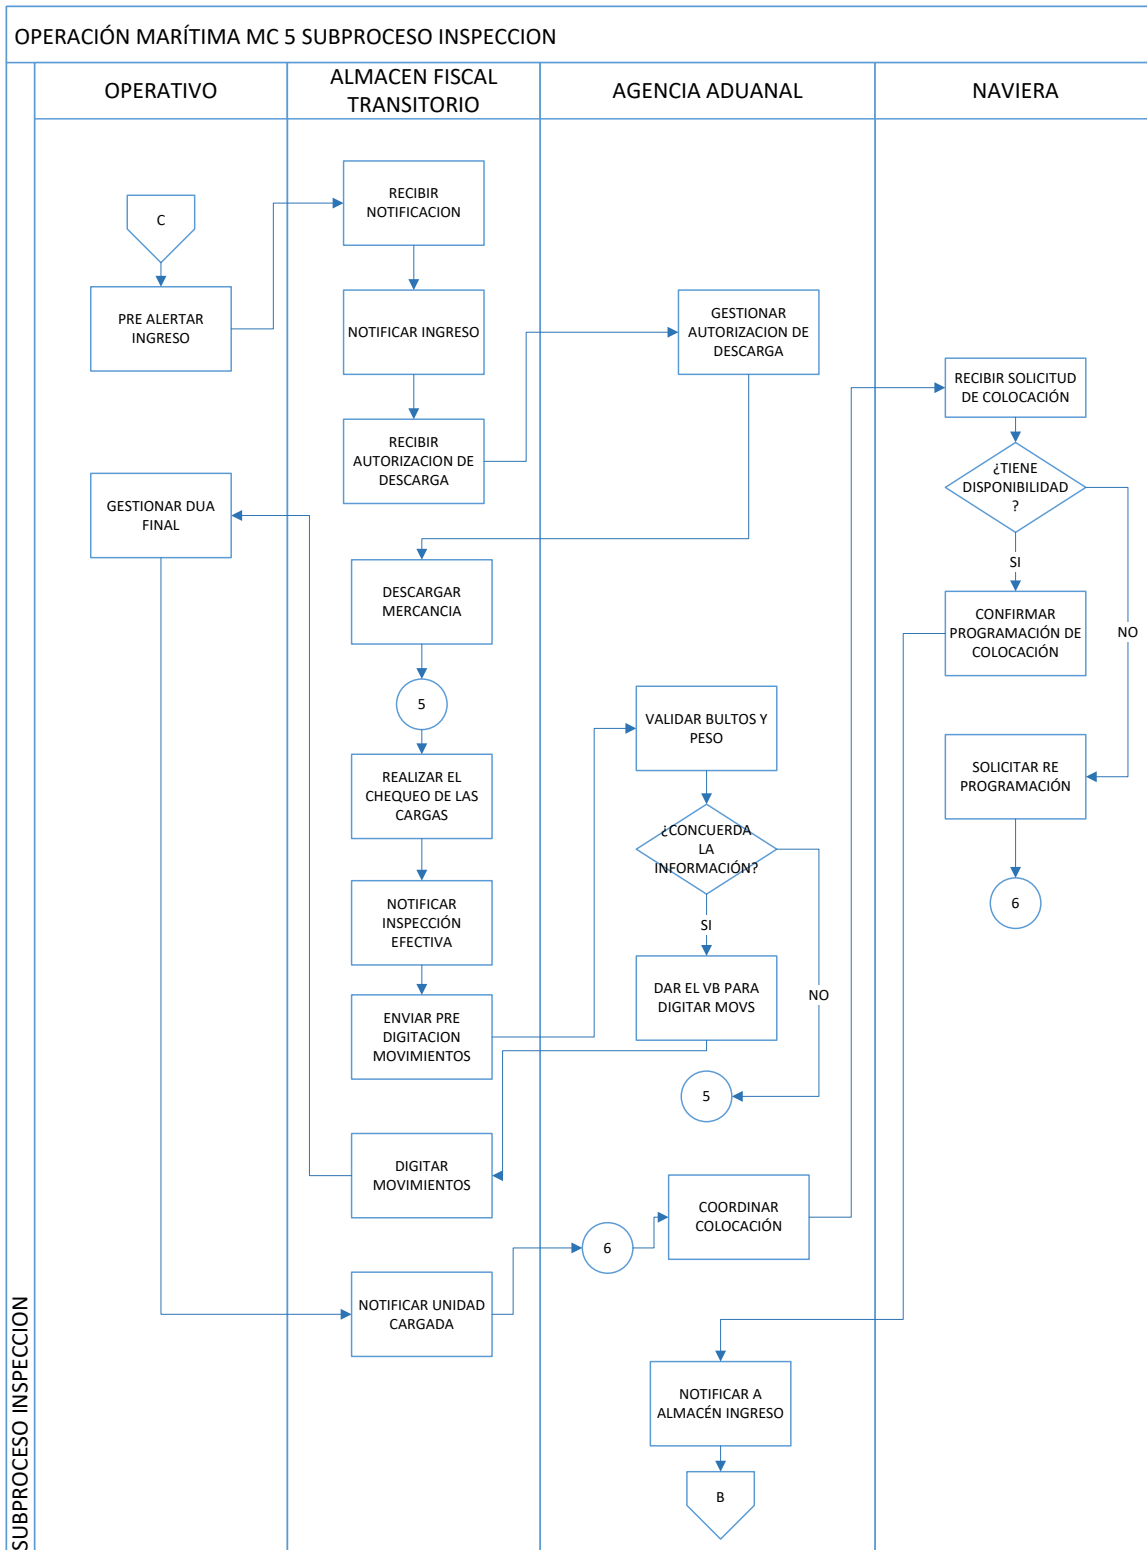 OPERACIÓN MARÍTIMA MC 5 SUBPROCESO INSPECCION
OPERATIVO
ALMACEN FISCAL
TRANSITORIO
AGENCIA ADUANAL
NAVIERA
SUBPROCESO INSPECCION
C
PRE ALERTAR
INGRESO
RECIBIR
NOTIFICACION
NOTIFICAR INGRESO
RECIBIR
AUTORIZACION DE
DESCARGA
GESTIONAR
AUTORIZACION DE
DESCARGA
DESCARGAR
MERCANCIA
5
REALIZAR EL
CHEQUEO DE LAS
CARGAS
NOTIFICAR
INSPECCIÓN
EFECTIVA
ENVIAR PRE
DIGITACION
MOVIMIENTOS
VALIDAR BULTOS Y
PESO
¿CONCUERDA
LA
INFORMACIÓN?
SI
NO
DAR EL VB PARA
DIGITAR MOVS
5
DIGITAR
MOVIMIENTOS
GESTIONAR DUA
FINAL
NOTIFICAR UNIDAD
CARGADA
6
COORDINAR
COLOCACIÓN
RECIBIR SOLICITUD
DE COLOCACIÓN
¿TIENE
DISPONIBILIDAD
?
SI
NO
CONFIRMAR
PROGRAMACIÓN DE
COLOCACIÓN
SOLICITAR RE
PROGRAMACIÓN
6
NOTIFICAR A
ALMACÉN INGRESO
B